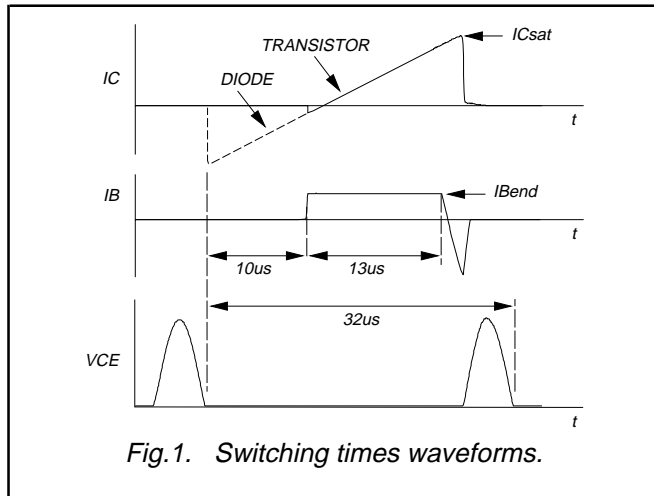 ICsat
TRANSISTOR
IC
DIODE
t
IB
IBend
t
10us
13us
32us
VCE
t
Fig.1. Switching times waveforms.